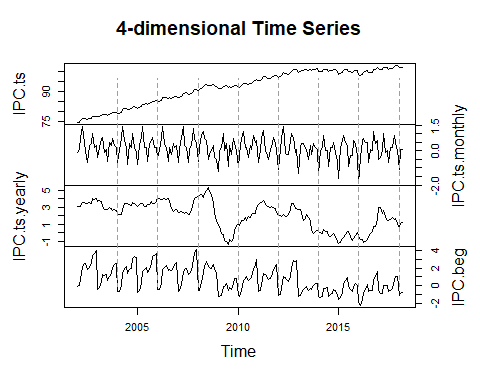 4-dimensional Time Series
IPC.ts
75 90
IPC.ts.monthly
-2.0 0.0 1.5
IPC.ts.yearly
-1 1 3 5
IPC.beg
-2 0 2 4
2005 2010 2015
Time